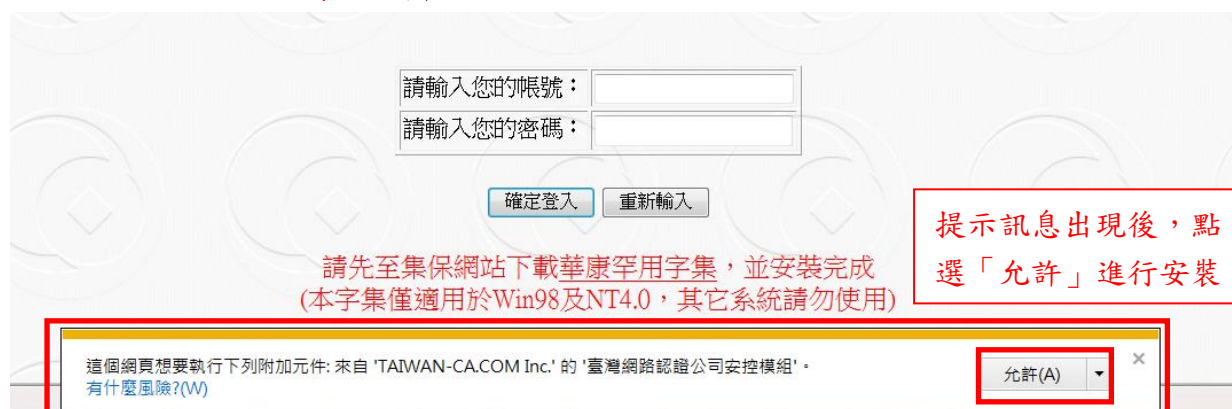 請輸入您的帳號：
請輸入您的密碼：
確定登入 重新輸入
提示訊息出現後，點
選「允許」進行安裝
請先至集保網站下載華康罕用字集，並安裝完成
(本字集僅適用於Win98及NT4.0，其它系統請勿使用)
這個網頁想要執行下列附加元件: 來自 'TAIWAN-CA.COM Inc.' 的 '臺灣網路認證公司安控模組'。
有什麼風險?(W)
允許(A)